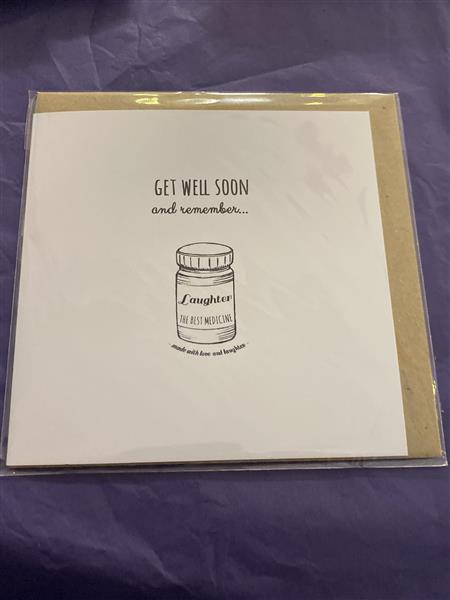 GET WELL SOON
and remember...
Laughter
THE BEST MEDICINE
made with love and laughter